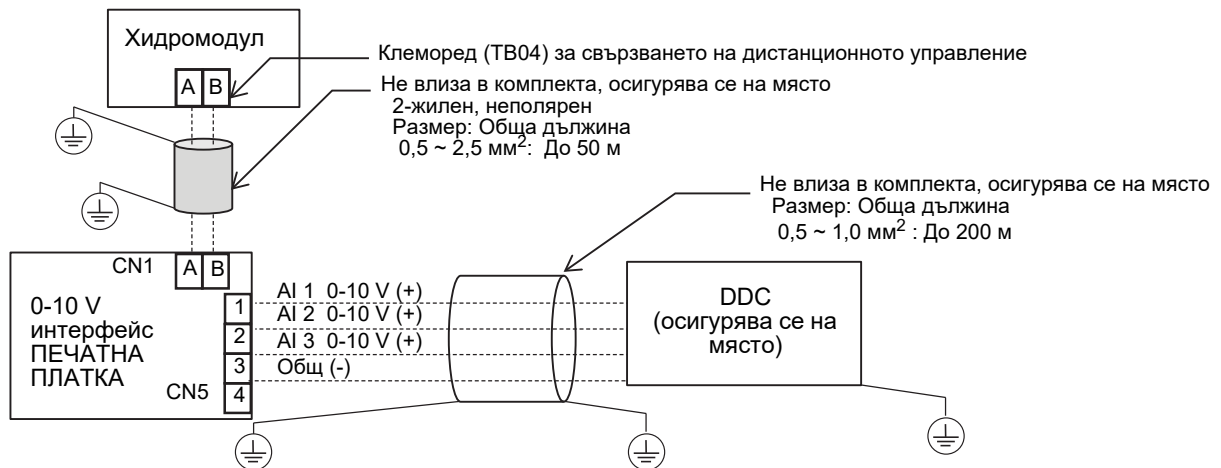 Хидромодул
A B
Клеморед (TB04) за свързването на дистанционното управление
Не влиза в комплекта, осигурява се на място
2-жилен, неполярен
Размер: Обща дължина
0,5 ~ 2,5 мм²: До 50 м
Не влиза в комплекта, осигурява се на място
Размер: Обща дължина
0,5 ~ 1,0 мм² : До 200 м
CN1
A B
0-10 V
интерфейс
ПЕЧАТНА
ПЛАТКА
CN5
1
2
3
4
AI 1 0-10 V (+)
AI 2 0-10 V (+)
AI 3 0-10 V (+)
Общ (-)
DDC
(осигурява се на
място)